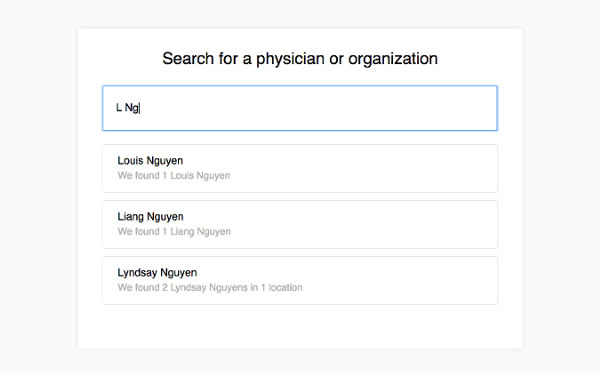 Search for a physician or organization
L Ng
Louis Nguyen
We found 1 Louis Nguyen
Liang Nguyen
We found 1 Liang Nguyen
Lyndsay Nguyen
We found 2 Lyndsay Nguyens in 1 location